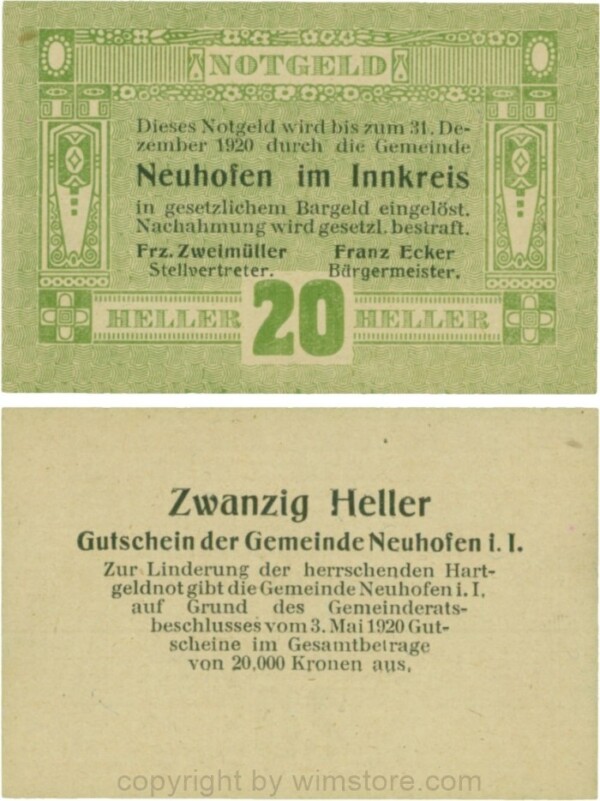 NOTGELD
Dieses Notgeld wird bis zum 31. De-
zember 1920 durch die Gemeinde
Neuhofen im Innkreis
in gesetzlichem Bargeld eingelöst.
Nachahmung wird gesetzl. bestraft.
Frz. Zweimüller Franz Ecker
Stellvertreter. Bürgermeister.
HELLER 20 HELLER
Zwanzig Heller
Gutschein der Gemeinde Neuhofen i. I.
Zur Linderung der herrschenden Hart-
geldnot gibt die Gemeinde Neuhofen i. I.
auf Grund des Gemeinderats-
beschlusses vom 3. Mai 1920 Gut-
scheine im Gesamtbetrage
von 20.000 Kronen aus.
copyright by wimstore.com